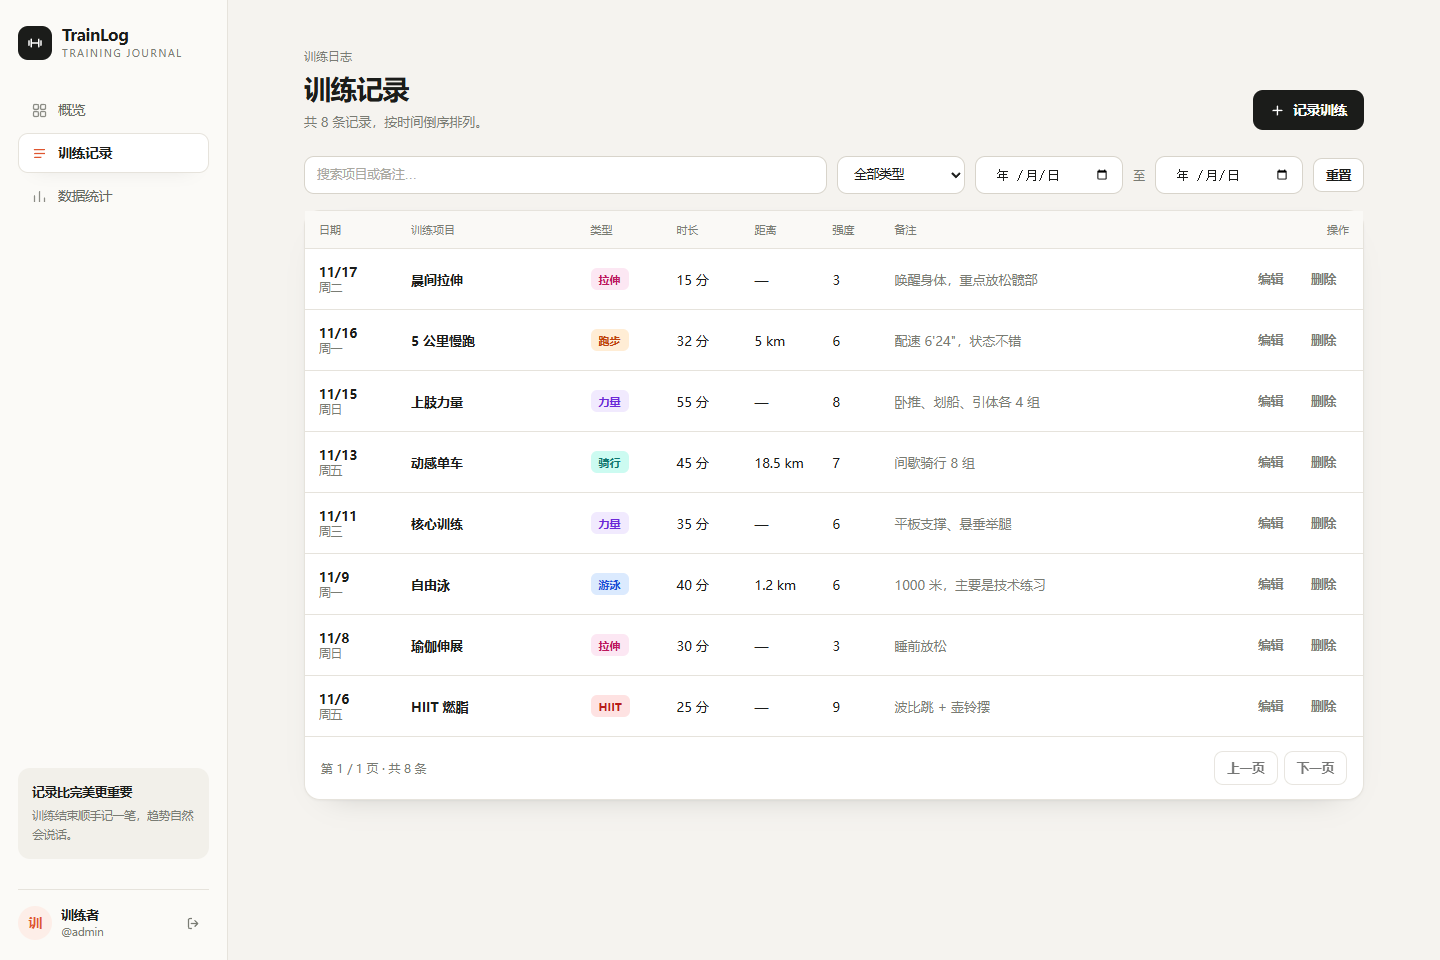 TrainLog
TRAINING JOURNAL
概览
训练记录
数据统计
记录比完美更重要
训练结束顺手记一笔，趋势自然
会说话。
训
训练者
@admin
训练日志
训练记录
共 8 条记录，按时间倒序排列。
+ 记录训练
搜索项目或备注...
全部类型
年 /月/日
至
年 /月/日
重置
日期 训练项目 类型 时长 距离 强度 备注 操作
11/17 周二 晨间拉伸 拉伸 15 分 — 3 唤醒身体，重点放松髋部 编辑 删除
11/16 周一 5 公里慢跑 跑步 32 分 5 km 6 配速 6'24"，状态不错 编辑 删除
11/15 周日 上肢力量 力量 55 分 — 8 卧推、划船、引体各 4 组 编辑 删除
11/13 周五 动感单车 骑行 45 分 18.5 km 7 间歇骑行 8 组 编辑 删除
11/11 周三 核心训练 力量 35 分 — 6 平板支撑、悬垂举腿 编辑 删除
11/9 周一 自由泳 游泳 40 分 1.2 km 6 1000 米，主要是技术练习 编辑 删除
11/8 周日 瑜伽伸展 拉伸 30 分 — 3 睡前放松 编辑 删除
11/6 周五 HIIT 燃脂 HIIT 25 分 — 9 波比跳 + 壶铃摆 编辑 删除
第 1 / 1 页 · 共 8 条
上一页 下一页